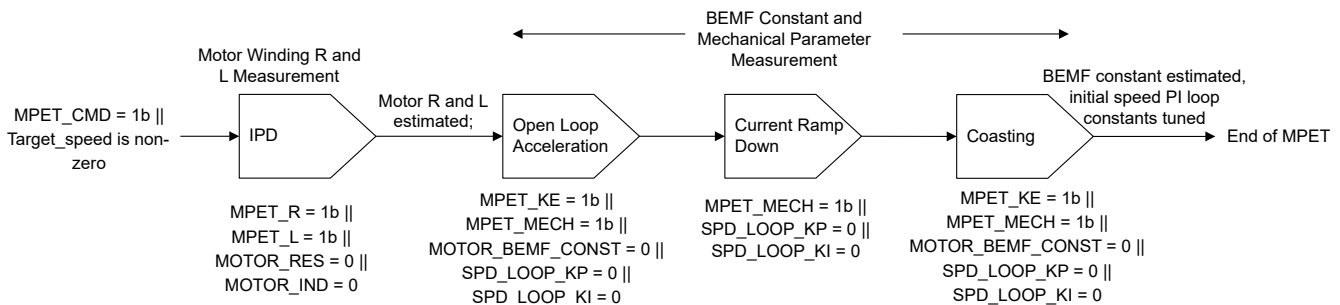 BEMF Constant and
Mechanical Parameter
Measurement
Motor Winding R and
L Measurement
MPET_CMD = 1b ||
Target_speed is non-
zero
IPD
Motor R and L
estimated;
Open Loop
Acceleration
Current Ramp
Down
Coasting
BEMF constant estimated,
initial speed PI loop
constants tuned
End of MPET
MPET_R = 1b ||
MPET_L = 1b ||
MOTOR_RES = 0 ||
MOTOR_IND = 0
MPET_KE = 1b ||
MPET_MECH = 1b ||
MOTOR_BEMF_CONST = 0 ||
SPD_LOOP_KP = 0 ||
SPD_LOOP_KI = 0
MPET_MECH = 1b ||
SPD_LOOP_KP = 0 ||
SPD_LOOP_KI = 0
MPET_KE = 1b ||
MPET_MECH = 1b ||
MOTOR_BEMF_CONST = 0 ||
SPD_LOOP_KP = 0 ||
SPD_LOOP_KI = 0